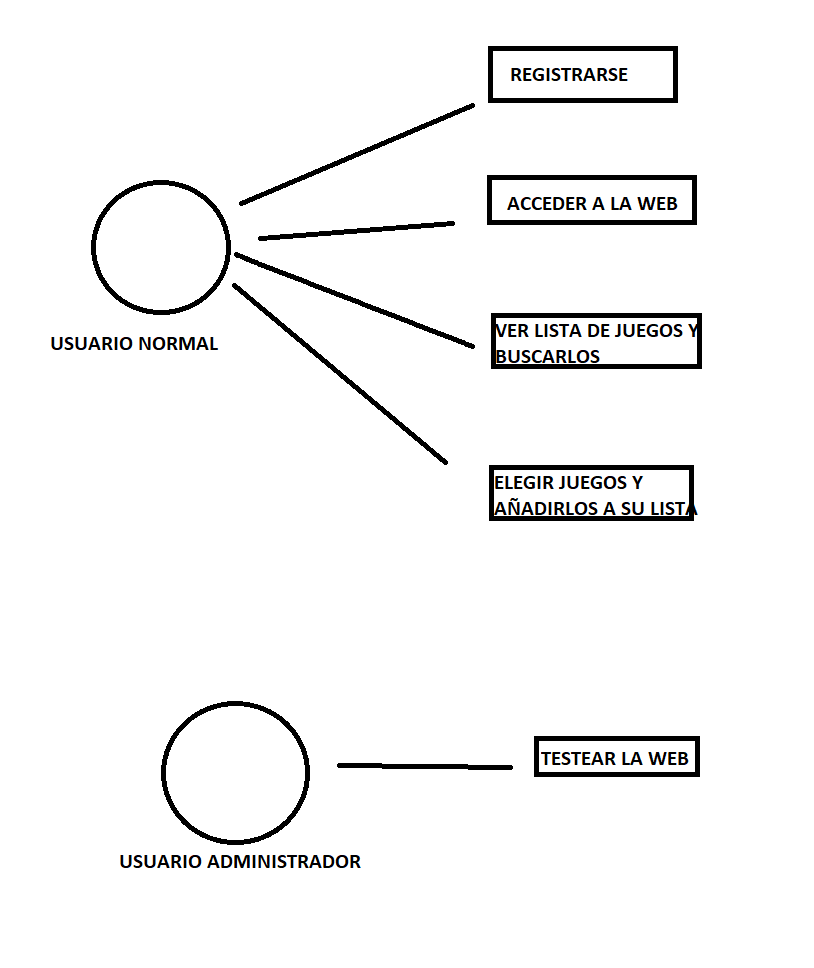 REGISTRARSE
ACCEDER A LA WEB
USUARIO NORMAL
VER LISTA DE JUEGOS Y
BUSCARLOS
ELEGIR JUEGOS Y
AÑADIRLOS A SU LISTA
TESTEAR LA WEB
USUARIO ADMINISTRADOR